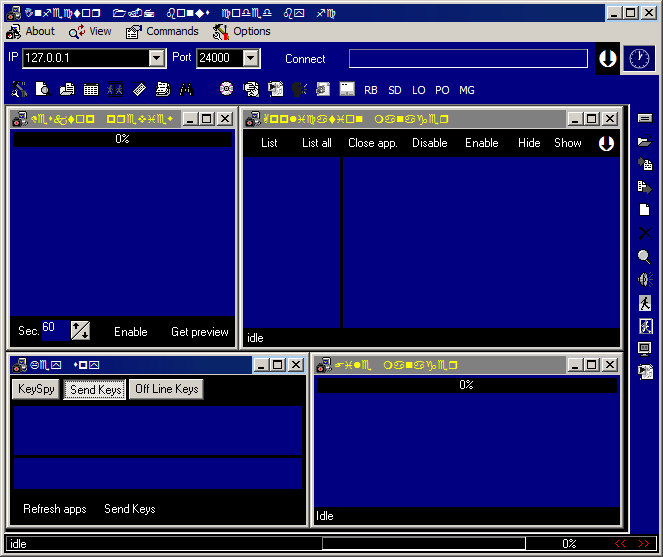 About View Commands Options
IP 127.0.0.1 Port 24000 Connect
RB SD LO PO MG
0%
Sec. 60 Enable Get preview
List List all Close app. Disable Enable Hide Show
idle
KeySpy Send Keys Off Line Keys
Refresh apps Send Keys
0%
Idle
idle 0% << >>